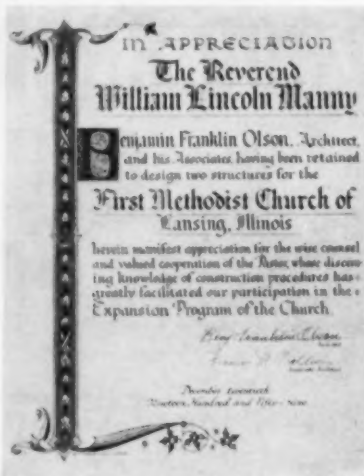 IN APPRECIATION
The Reverend
William Lincoln Manny
Benjamin Franklin Olson, Architect,
and his Associates, having been retained
to design two structures for the
First Methodist Church of
Lansing, Illinois
herein manifest appreciation for the wise counsel
and valued cooperation of the Pastor, whose discern-
ing knowledge of construction procedures has
greatly facilitated our participation in the
Expansion Program of the Church.
Benj Franklin Olson
December twentieth
Nineteen Hundred and Fifty-nine